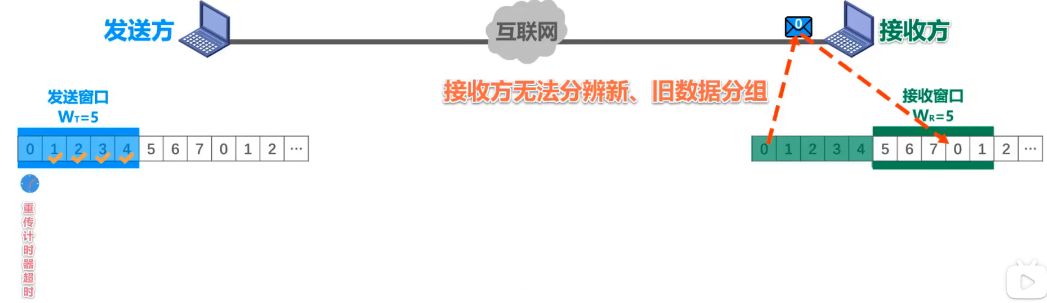 发送方
互联网
0
接收方
接收方无法分辨新、旧数据分组
发送窗口
WT=5
接收窗口
WR=5
0 1 2 3 4 5 6 7 0 1 2 ···
0 1 2 3 4 5 6 7 0 1 2 ···
重传计时器超时